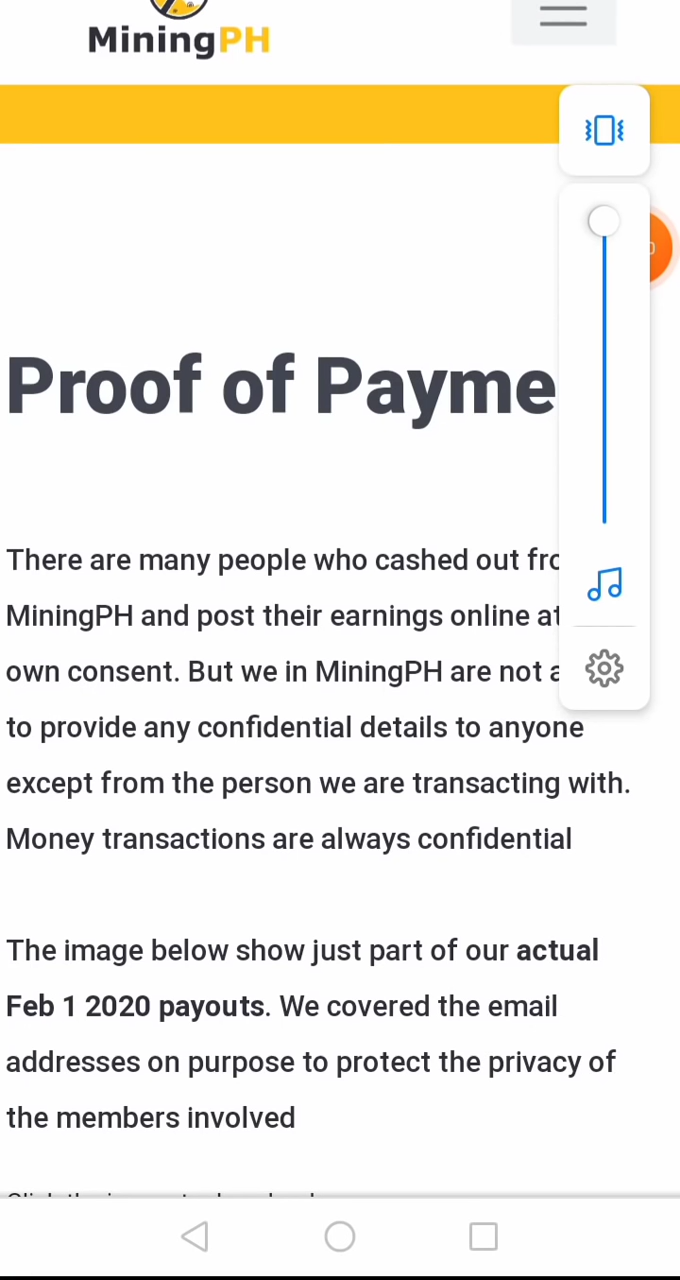 MiningPH
Proof of Payme
There are many people who cashed out fro
MiningPH and post their earnings online at
own consent. But we in MiningPH are not a
to provide any confidential details to anyone
except from the person we are transacting with.
Money transactions are always confidential
The image below show just part of our actual
Feb 1 2020 payouts. We covered the email
addresses on purpose to protect the privacy of
the members involved